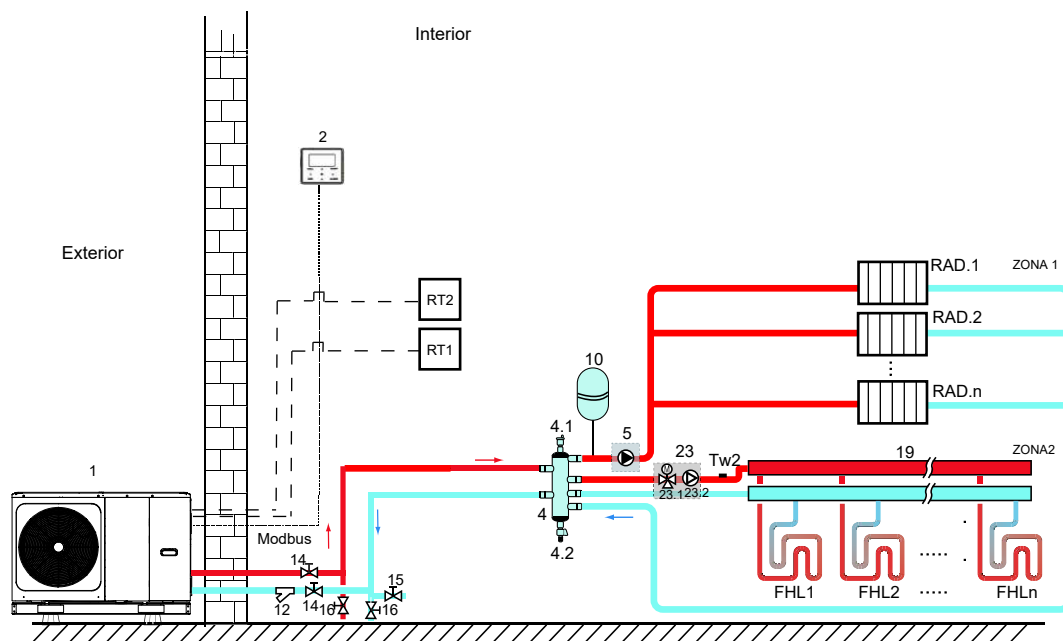 Interior
2
Exterior
RAD.1
ZONA 1
RT2
RAD.2
RT1
10
RAD.n
4.1
5
23
Tw2
19
ZONA2
M
1
23.1
23.2
4
Modbus
4.2
14
15
12
14
16
16
FHL1
FHL2
FHLn